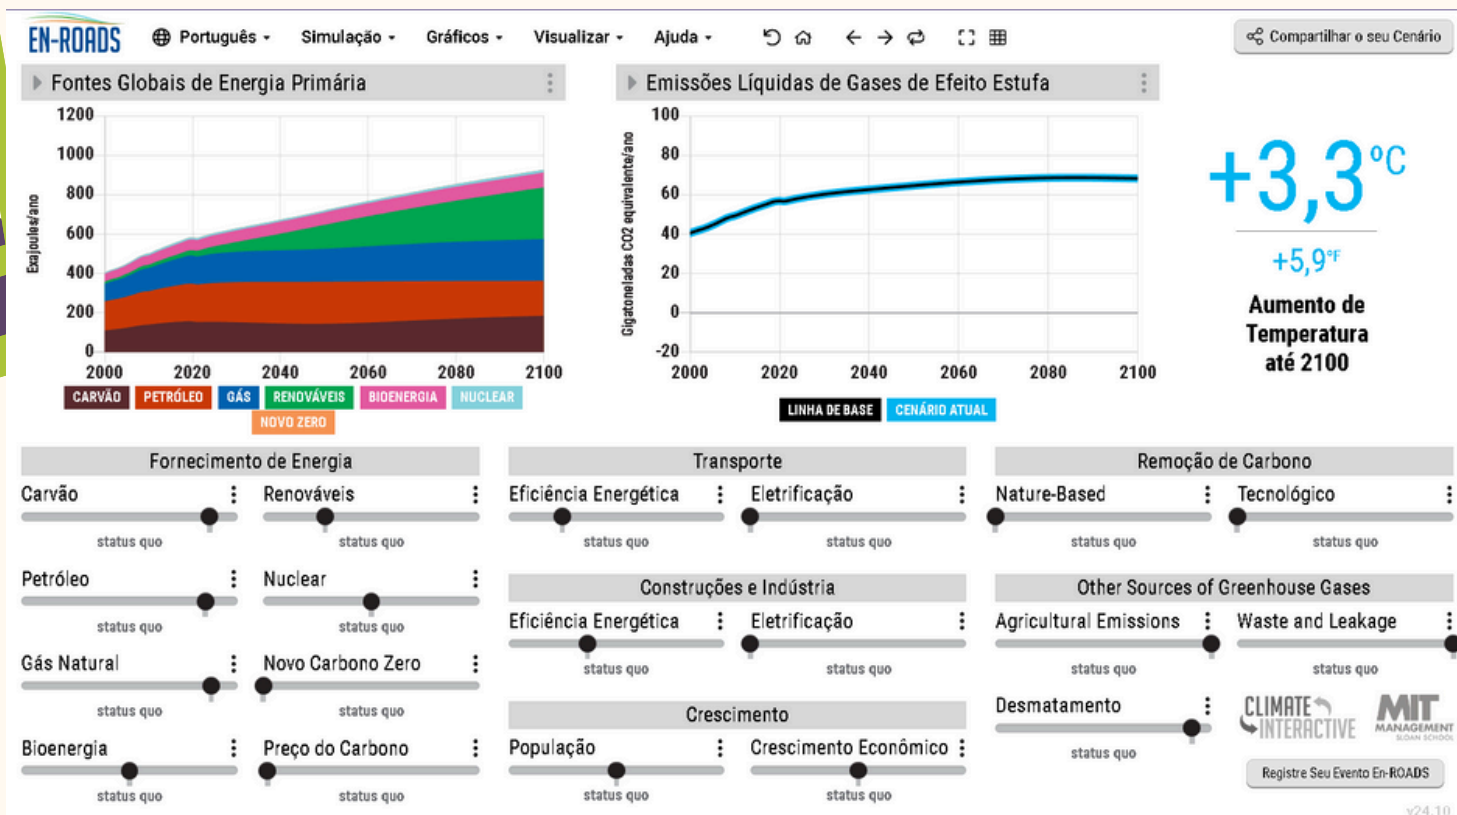 EN-ROADS
Português
Simulação
Gráficos
Visualizar
Ajuda
Compartilhar o seu Cenário
Fontes Globais de Energia Primária
1200
1000
800
600
400
200
0
Exajoules/ano
2000 2020 2040 2060 2080 2100
CARVÃO PETRÓLEO GÁS RENOVÁVEIS BIOENERGIA NUCLEAR
NOVO ZERO
Emissões Líquidas de Gases de Efeito Estufa
100
80
60
40
20
0
-20
Gigatoneladas CO2 equivalente/ano
2000 2020 2040 2060 2080 2100
LINHA DE BASE CENÁRIO ATUAL
+3,3°C
+5,9°F
Aumento de
Temperatura
até 2100
Fornecimento de Energia
Carvão
status quo
Renováveis
status quo
Petróleo
status quo
Nuclear
status quo
Gás Natural
status quo
Novo Carbono Zero
status quo
Bioenergia
status quo
Preço do Carbono
status quo
Transporte
Eficiência Energética
status quo
Eletrificação
status quo
Construções e Indústria
Eficiência Energética
status quo
Eletrificação
status quo
Crescimento
População
status quo
Crescimento Econômico
status quo
Remoção de Carbono
Nature-Based
status quo
Tecnológico
status quo
Other Sources of Greenhouse Gases
Agricultural Emissions
status quo
Waste and Leakage
status quo
Desmatamento
status quo
CLIMATE
INTERACTIVE
MIT
MANAGEMENT
SLOAN SCHOOL
Registre Seu Evento En-ROADS
v24.10